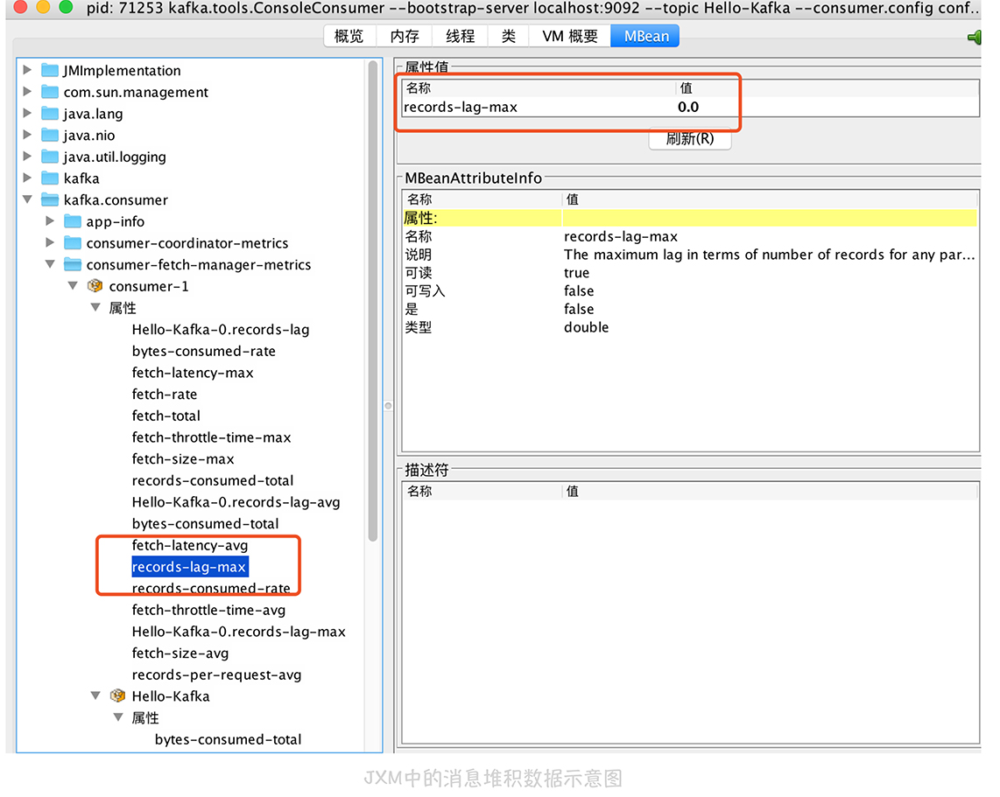 pid: 71253 kafka.tools.ConsoleConsumer --bootstrap-server localhost:9092 --topic Hello-Kafka --consumer.config conf...
概览 内存 线程 类 VM 概要 MBean
JMImplementation
com.sun.management
java.lang
java.nio
java.util.logging
kafka
kafka.consumer
app-info
consumer-coordinator-metrics
consumer-fetch-manager-metrics
consumer-1
属性
Hello-Kafka-0.records-lag
bytes-consumed-rate
fetch-latency-max
fetch-rate
fetch-total
fetch-throttle-time-max
fetch-size-max
records-consumed-total
Hello-Kafka-0.records-lag-avg
bytes-consumed-total
fetch-latency-avg
records-lag-max
records-consumed-rate
fetch-throttle-time-avg
Hello-Kafka-0.records-lag-max
fetch-size-avg
records-per-request-avg
Hello-Kafka
属性
bytes-consumed-total
属性值
名称 值
records-lag-max 0.0
刷新(R)
MBeanAttributeInfo
名称 值
属性:
名称 records-lag-max
说明 The maximum lag in terms of number of records for any par...
可读 true
可写入 false
是 false
类型 double
描述符
名称 值
JXM中的消息堆积数据示意图